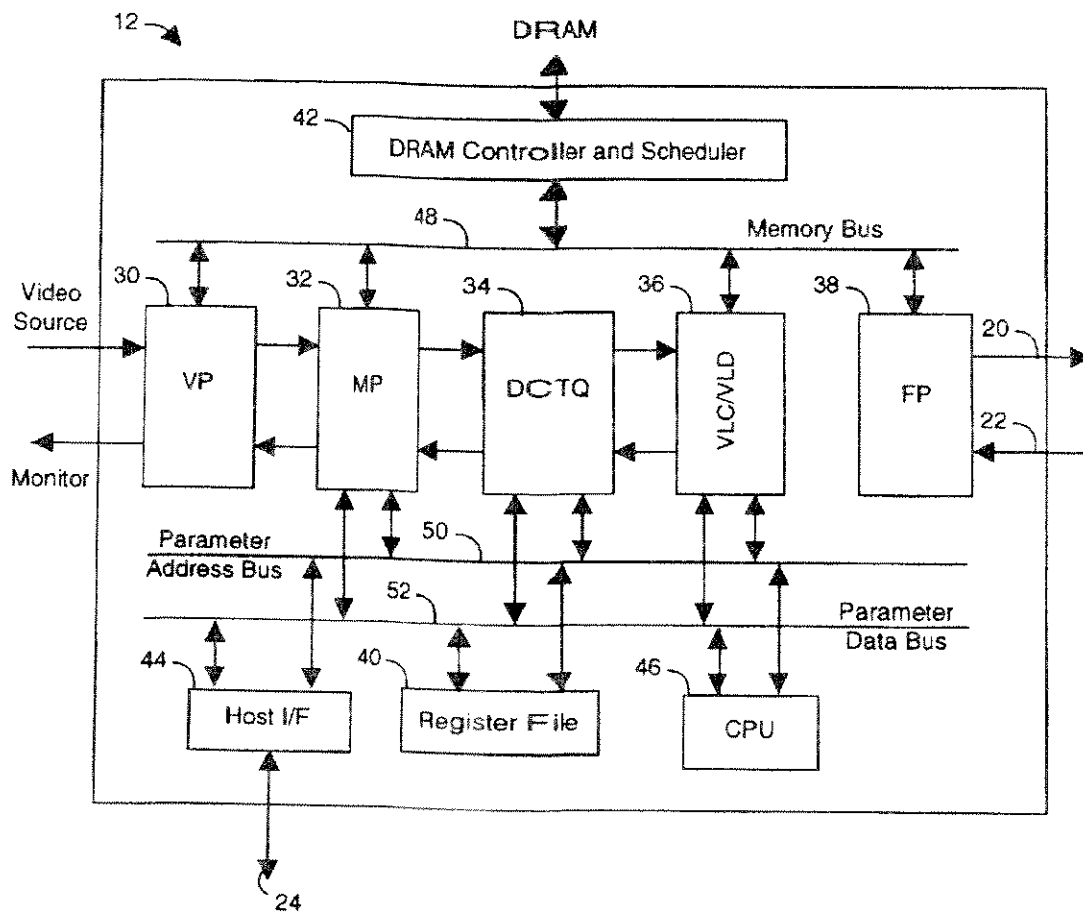 12
DRAM
42
DRAM Controller and Scheduler
48
Memory Bus
30
32
34
36
38
Video
Source
20
VP
MP
DCTQ
VLC/VLD
FP
22
Monitor
50
Parameter
Address Bus
52
Parameter
Data Bus
44
40
46
Host I/F
Register File
CPU
24